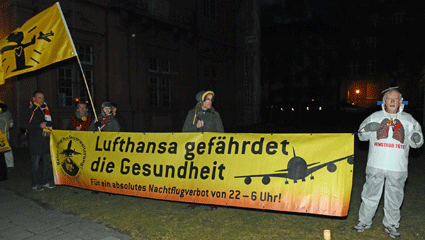 Lufthansa gefährdet
die Gesundheit
Für ein absolutes Nachtflugverbot von 22 – 6 Uhr!